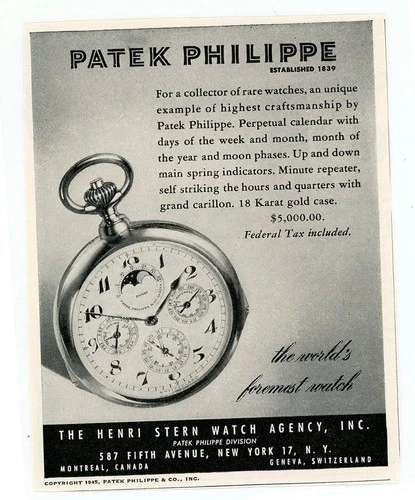 PATEK PHILIPPE
ESTABLISHED 1839
For a collector of rare watches, an unique
example of highest craftsmanship by
Patek Philippe. Perpetual calendar with
days of the week and month, month of
the year and moon phases. Up and down
main spring indicators. Minute repeater,
self striking the hours and quarters with
grand carillon. 18 Karat gold case.
$5,000.00.
Federal Tax included.
the world's
foremost watch
THE HENRI STERN WATCH AGENCY, INC.
PATEK PHILIPPE DIVISION
587 FIFTH AVENUE, NEW YORK 17, N. Y.
MONTREAL, CANADA
GENEVA, SWITZERLAND
COPYRIGHT 1945, PATEK PHILIPPE & CO., INC.